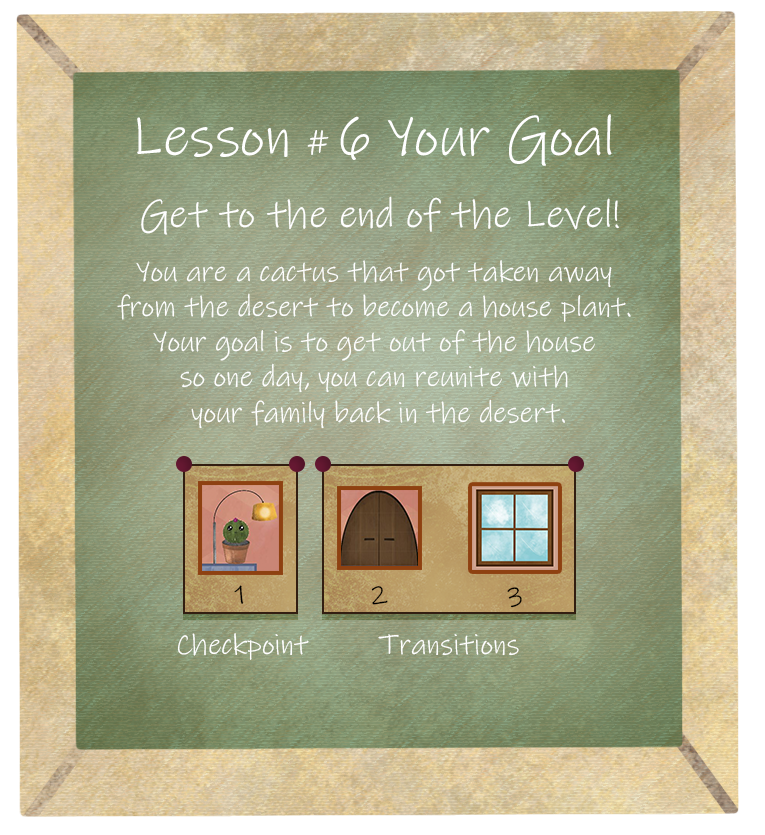 Lesson #6 Your Goal
Get to the end of the Level!
You are a cactus that got taken away
from the desert to become a house plant.
Your goal is to get out of the house
so one day, you can reunite with
your family back in the desert.
1
2
3
Checkpoint
Transitions